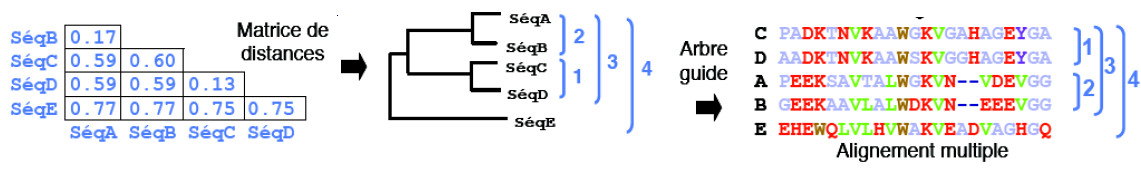 SéqB 0.17
SéqC 0.59 0.60
SéqD 0.59 0.59 0.13
SéqE 0.77 0.77 0.75 0.75
SéqA SéqB SéqC SéqD
Matrice de
distances
SéqA
SéqB
SéqC
SéqD
SéqE
2
1
3
4
Arbre
guide
C PADKTNVKAAWGKVGAHAGEYGA
D AADKTNVKAAWSKVGGHAGEYGA
A PEEKSAVTALWGKVN--VDEVGG
B GEEKAAVLALWDKVN--EEEVGG
E EHEWQLVLHVWAKVEADVAGHGQ
1
2
3
4
Alignement multiple